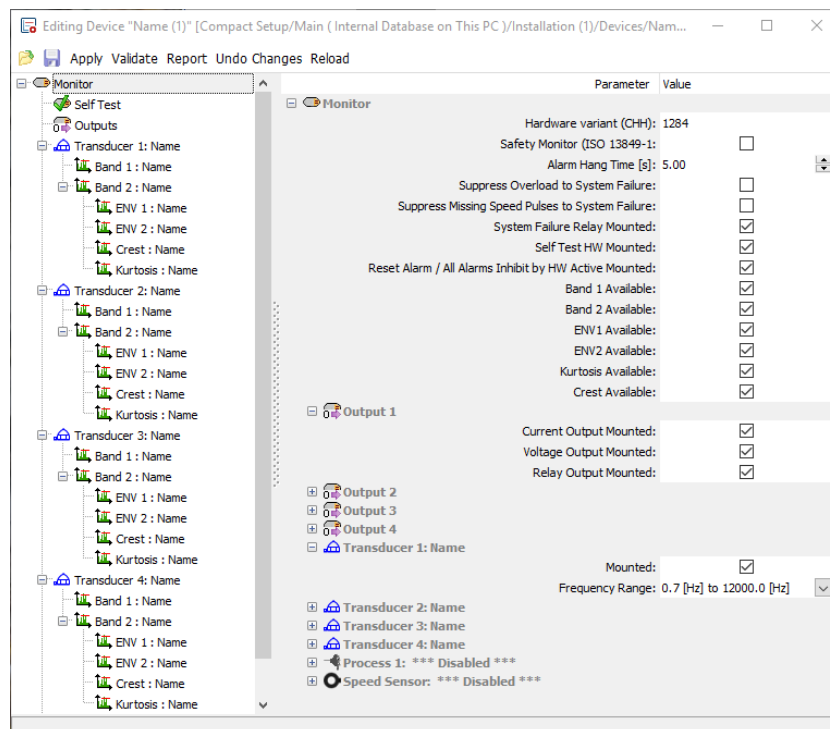 Editing Device "Name (1)" [Compact Setup/Main ( Internal Database on This PC )/Installation (1)/Devices/Nam...
Apply Validate Report Undo Changes Reload
Monitor
Self Test
Outputs
Transducer 1: Name
Band 1 : Name
Band 2 : Name
ENV 1 : Name
ENV 2 : Name
Crest : Name
Kurtosis : Name
Transducer 2: Name
Band 1 : Name
Band 2 : Name
ENV 1 : Name
ENV 2 : Name
Crest : Name
Kurtosis : Name
Transducer 3: Name
Band 1 : Name
Band 2 : Name
ENV 1 : Name
ENV 2 : Name
Crest : Name
Kurtosis : Name
Transducer 4: Name
Band 1 : Name
Band 2 : Name
ENV 1 : Name
ENV 2 : Name
Crest : Name
Kurtosis : Name
Parameter Value
Monitor
Hardware variant (CHH): 1284
Safety Monitor (ISO 13849-1:
Alarm Hang Time [s]: 5.00
Suppress Overload to System Failure:
Suppress Missing Speed Pulses to System Failure:
System Failure Relay Mounted:
Self Test HW Mounted:
Reset Alarm / All Alarms Inhibit by HW Active Mounted:
Band 1 Available:
Band 2 Available:
ENV1 Available:
ENV2 Available:
Kurtosis Available:
Crest Available:
Output 1
Current Output Mounted:
Voltage Output Mounted:
Relay Output Mounted:
Output 2
Output 3
Output 4
Transducer 1: Name
Mounted:
Frequency Range: 0.7 [Hz] to 12000.0 [Hz]
Transducer 2: Name
Transducer 3: Name
Transducer 4: Name
Process 1: *** Disabled ***
Speed Sensor: *** Disabled ***